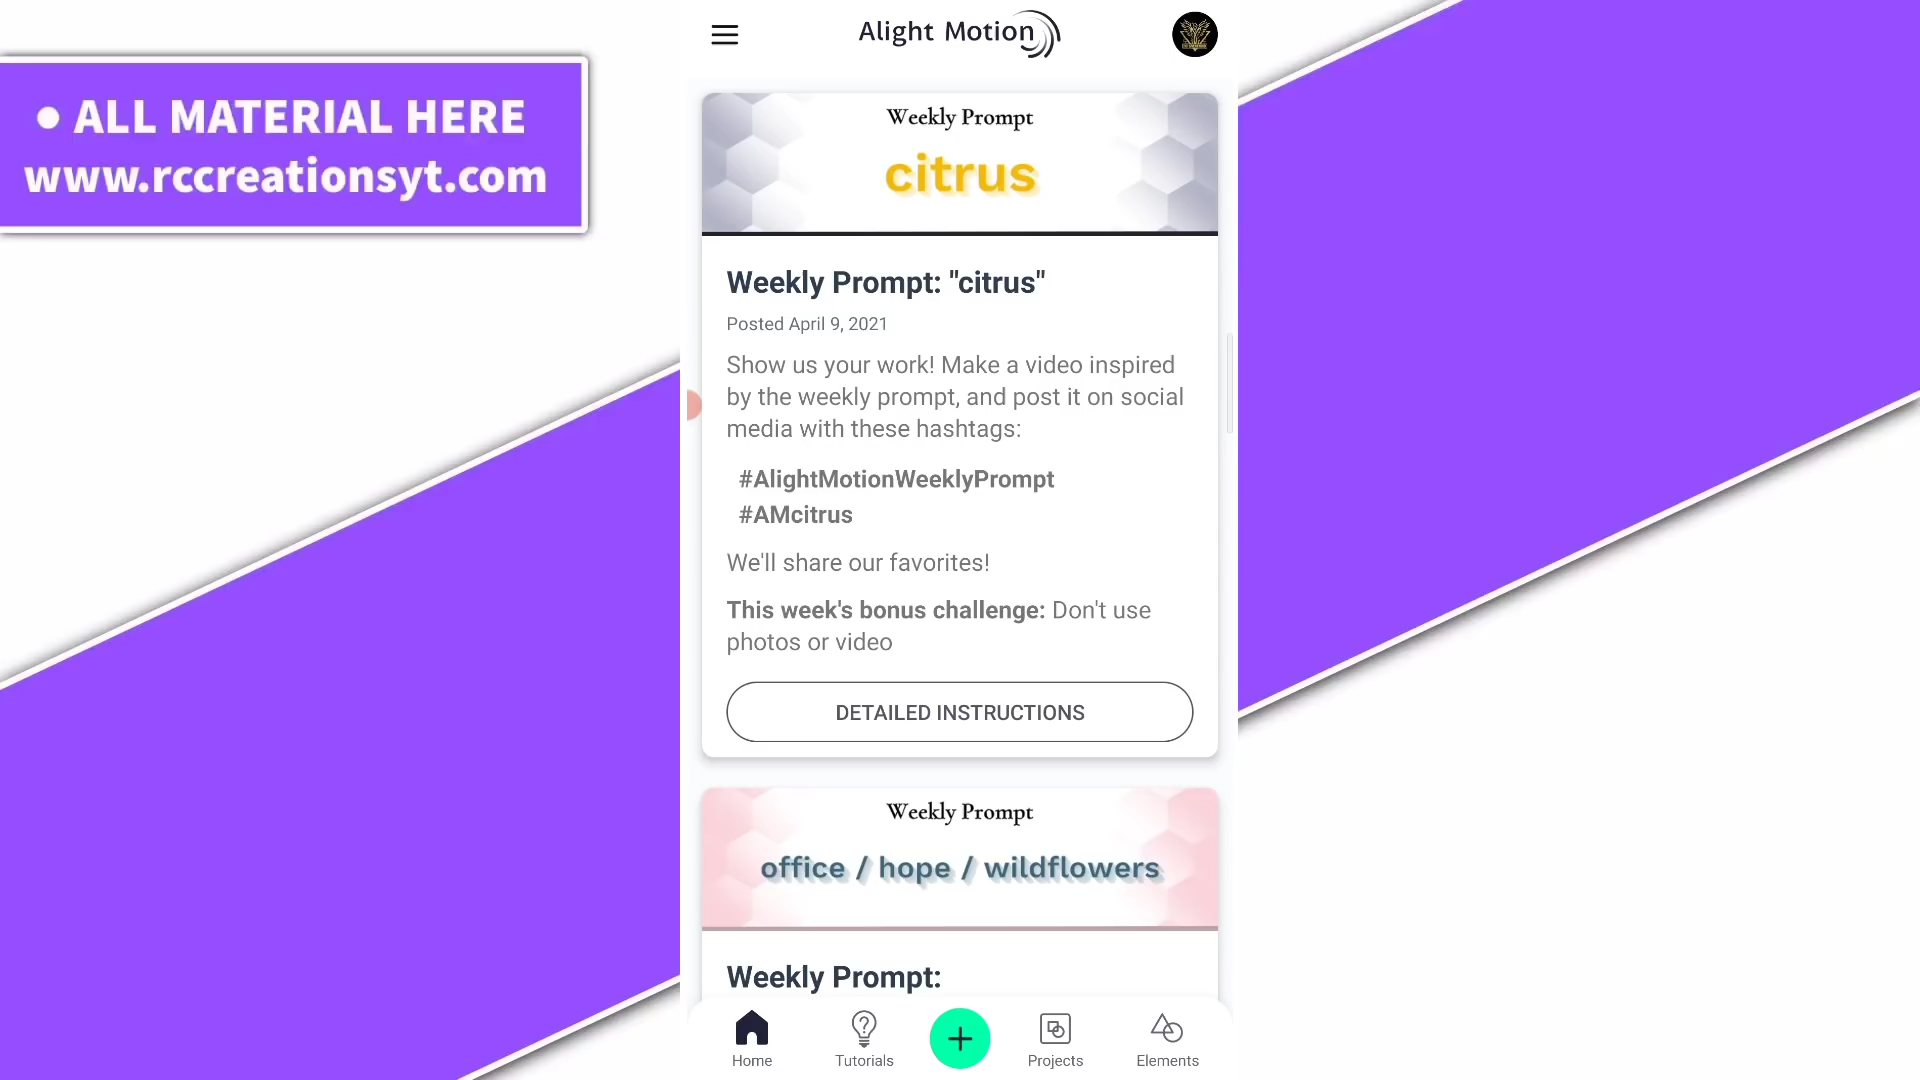 ● ALL MATERIAL HERE
www.rccreationsyt.com
Alight Motion
Weekly Prompt
citrus
Weekly Prompt: "citrus"
Posted April 9, 2021
Show us your work! Make a video inspired
by the weekly prompt, and post it on social
media with these hashtags:
#AlightMotionWeeklyPrompt
#AMcitrus
We'll share our favorites!
This week's bonus challenge: Don't use
photos or video
DETAILED INSTRUCTIONS
Weekly Prompt
office / hope / wildflowers
Weekly Prompt:
Home
Tutorials
Projects
Elements